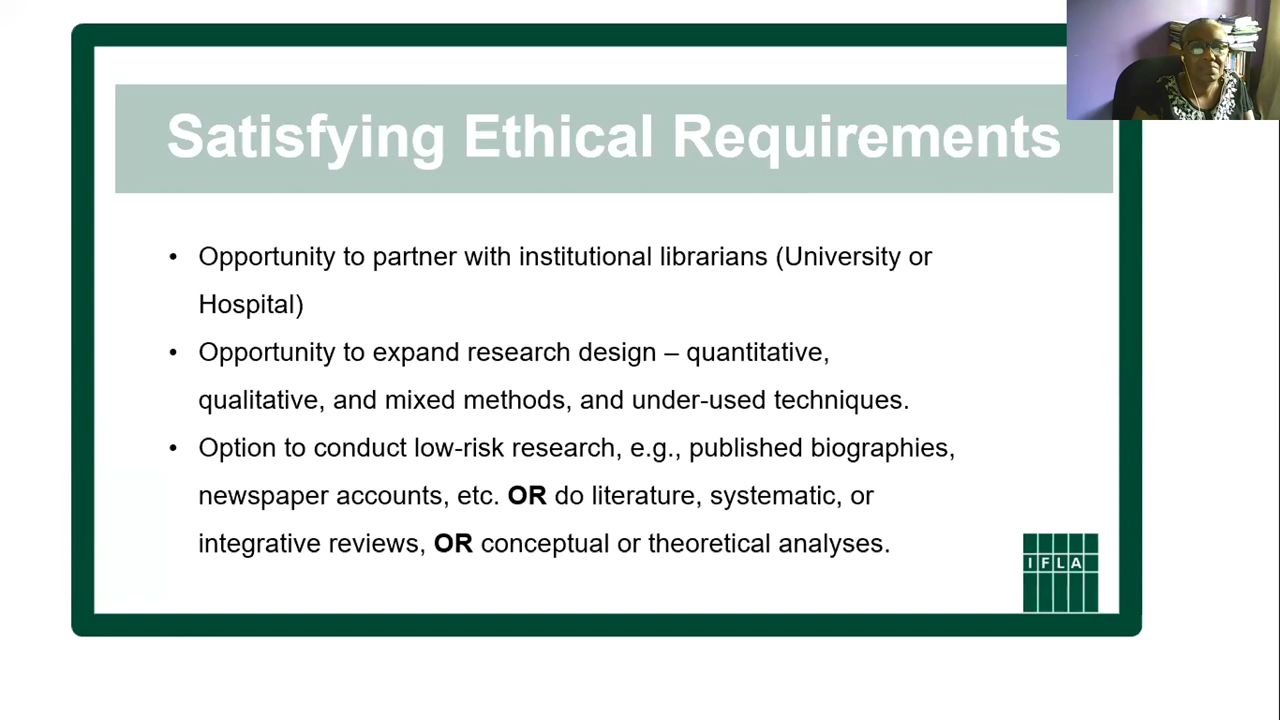 Satisfying Ethical Requirements
• Opportunity to partner with institutional librarians (University or
Hospital)
• Opportunity to expand research design – quantitative,
qualitative, and mixed methods, and under-used techniques.
• Option to conduct low-risk research, e.g., published biographies,
newspaper accounts, etc. OR do literature, systematic, or
integrative reviews, OR conceptual or theoretical analyses.
IFLA